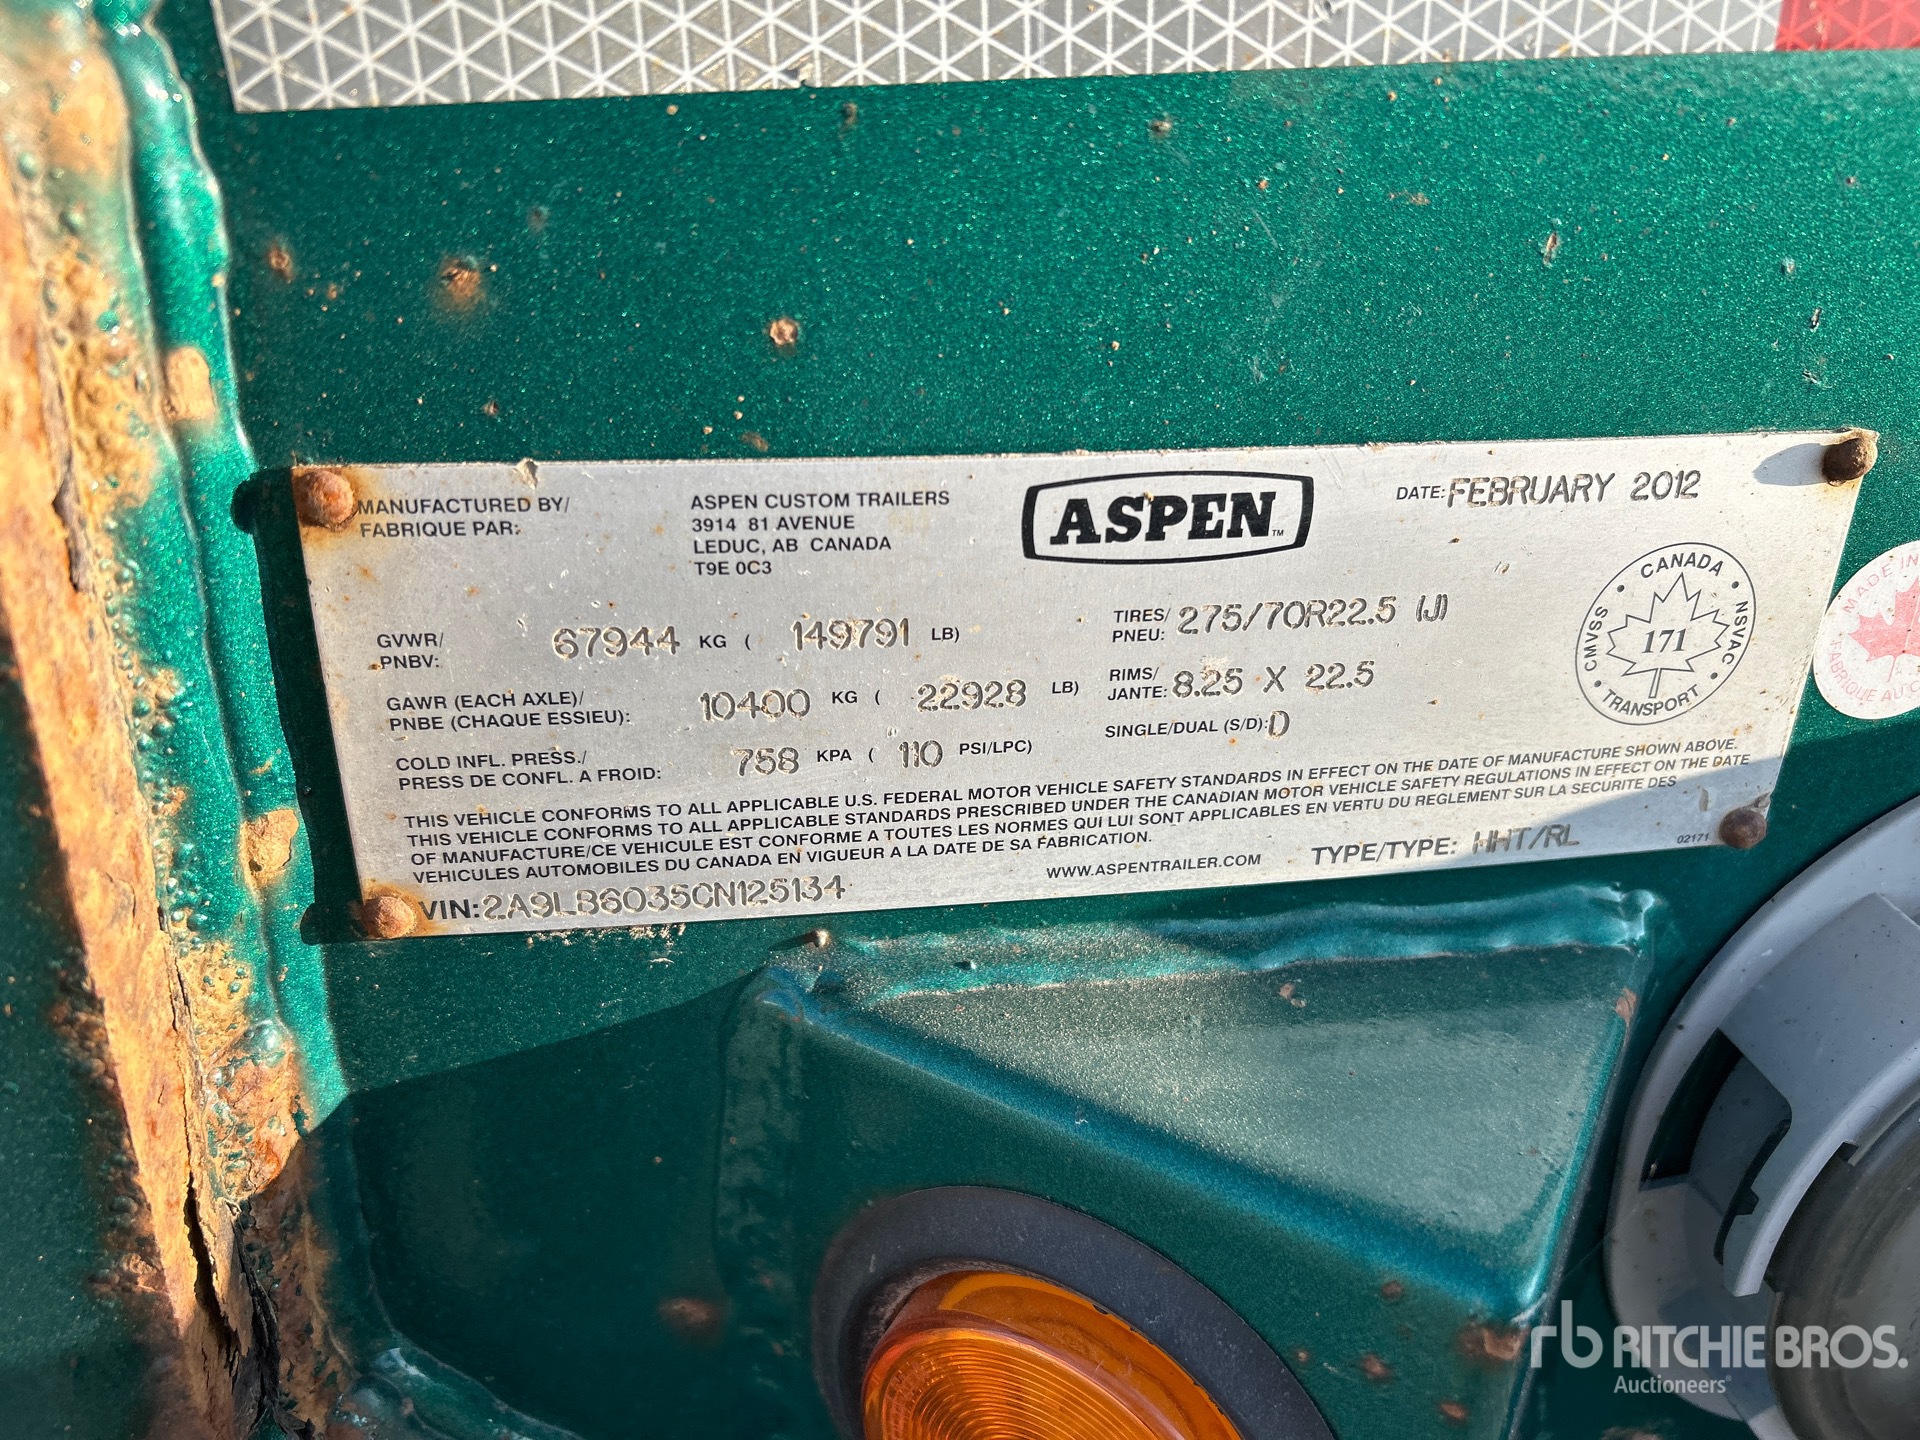 MANUFACTURED BY/
FABRIQUE PAR:
ASPEN CUSTOM TRAILERS
3914 81 AVENUE
LEDUC, AB CANADA
T9E 0C3
ASPEN™
DATE: FEBRUARY 2012
GVWR/
PNBV:
67944 KG ( 149791 LB)
GAWR (EACH AXLE)/
PNBE (CHAQUE ESSIEU):
10400 KG ( 22928 LB)
COLD INFL. PRESS./
PRESS DE CONFL. A FROID:
758 KPA ( 110 PSI/LPC)
TIRES/
PNEU: 275/70R22.5 (J)
RIMS/
JANTE: 8.25 X 22.5
SINGLE/DUAL (S/D): D
CANADA
CMVSS
NSVAC
171
TRANSPORT
MADE IN
FABRIQUÉ AU
THIS VEHICLE CONFORMS TO ALL APPLICABLE U.S. FEDERAL MOTOR VEHICLE SAFETY STANDARDS IN EFFECT ON THE DATE OF MANUFACTURE SHOWN ABOVE.
THIS VEHICLE CONFORMS TO ALL APPLICABLE STANDARDS PRESCRIBED UNDER THE CANADIAN MOTOR VEHICLE SAFETY REGULATIONS IN EFFECT ON THE DATE
OF MANUFACTURE/CE VEHICULE EST CONFORME A TOUTES LES NORMES QUI LUI SONT APPLICABLES EN VERTU DU REGLEMENT SUR LA SECURITE DES
VEHICULES AUTOMOBILES DU CANADA EN VIGUEUR A LA DATE DE SA FABRICATION.
WWW.ASPENTRAILER.COM
TYPE/TYPE: HHT/RL
02171
VIN: 2A9LB6035CN125134
rb RITCHIE BROS.
Auctioneers